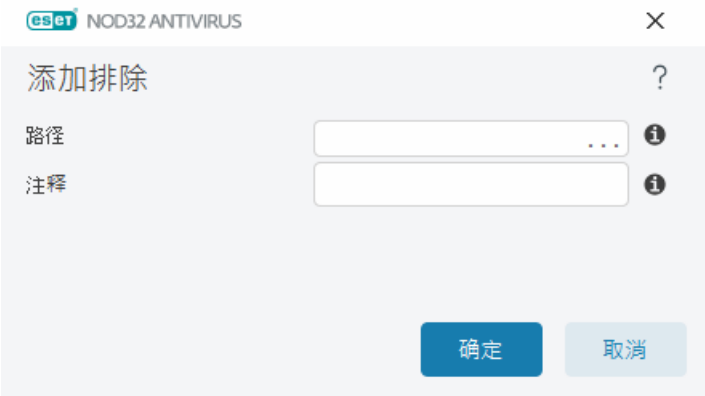 eset NOD32 ANTIVIRUS
添加排除
?
路径
...
注释
确定
取消